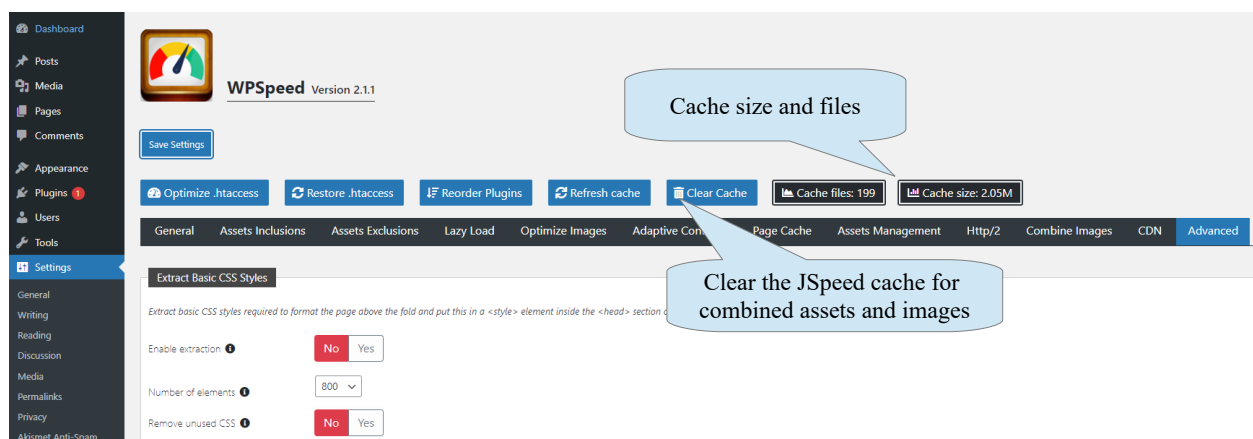 Dashboard
Posts
Media
Pages
Comments
Appearance
Plugins 1
Users
Tools
Settings
General
Writing
Reading
Discussion
Media
Permalinks
Privacy
Akismet Anti-Spam
WPSpeed Version 2.1.1
Cache size and files
Save Settings
Optimize .htaccess Restore .htaccess Reorder Plugins Refresh cache Clear Cache Cache files: 199 Cache size: 2.05M
General Assets Inclusions Assets Exclusions Lazy Load Optimize Images Adaptive Con Page Cache Assets Management Http/2 Combine Images CDN Advanced
Clear the JSpeed cache for
combined assets and images
Extract Basic CSS Styles
Extract basic CSS styles required to format the page above the fold and put this in a <style> element inside the <head> section
Enable extraction No Yes
Number of elements 800
Remove unused CSS No Yes